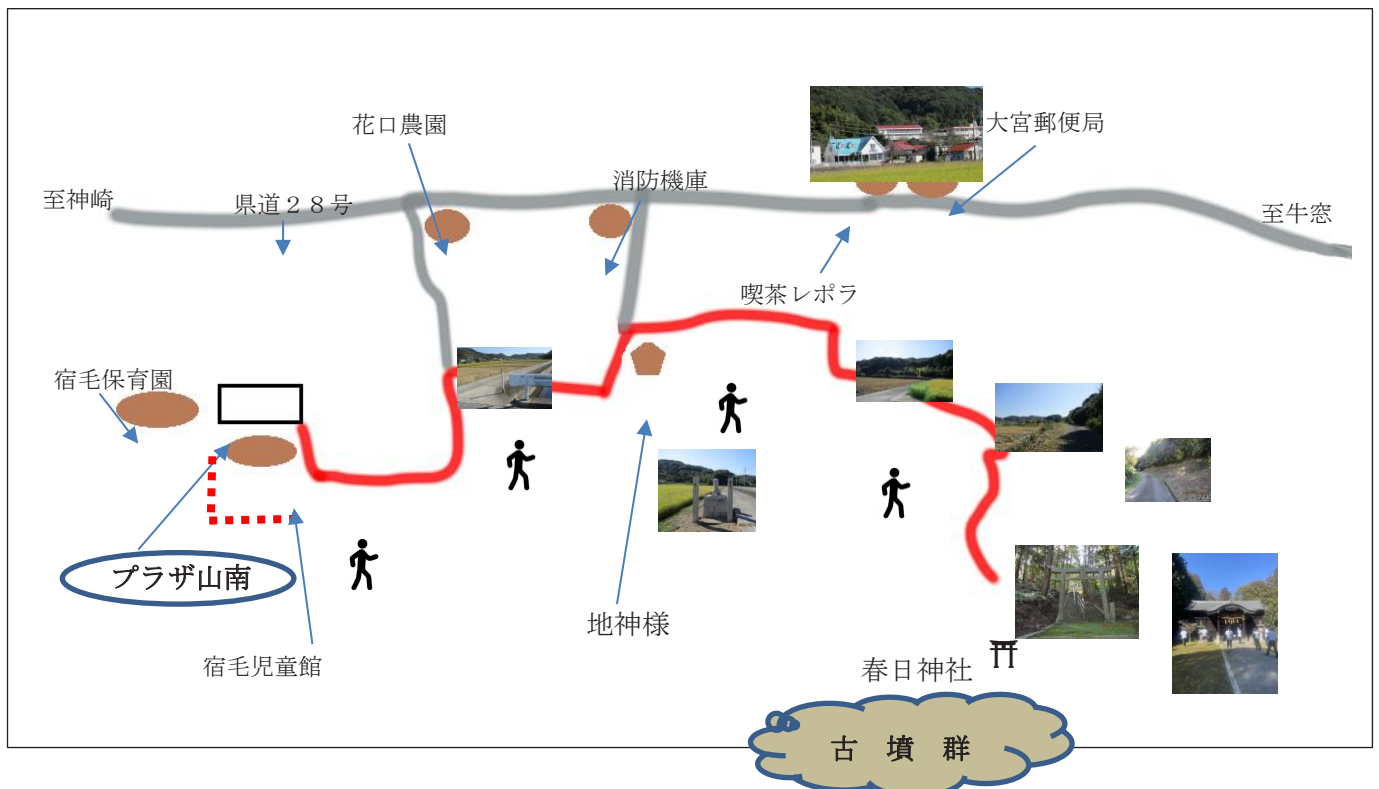 花口農園
大宮郵便局
消防機庫
至神崎
県道２８号
至牛窓
喫茶レポラ
宿毛保育園
プラザ山南
地神様
宿毛児童館
春日神社
古墳群